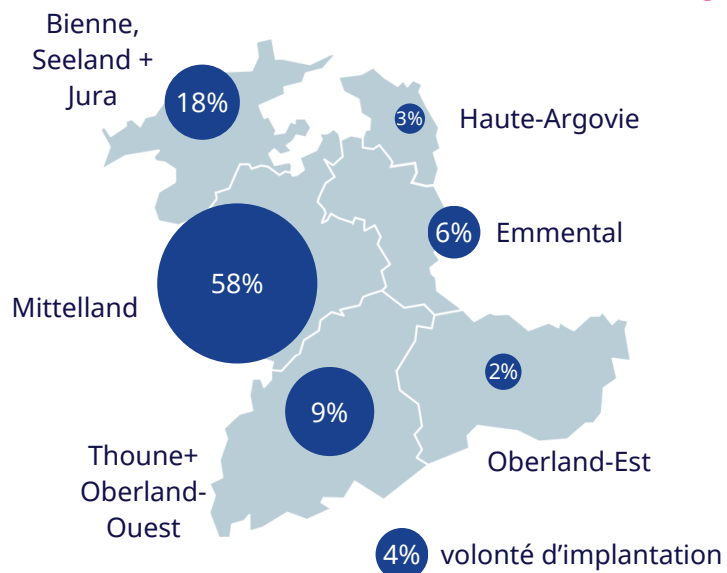 Bienne,
Seeland +
Jura
18%
3%
Haute-Argovie
6%
Emmental
58%
Mittelland
2%
9%
Oberland-Est
Thoune+
Oberland-
Ouest
4% volonté d’implantation